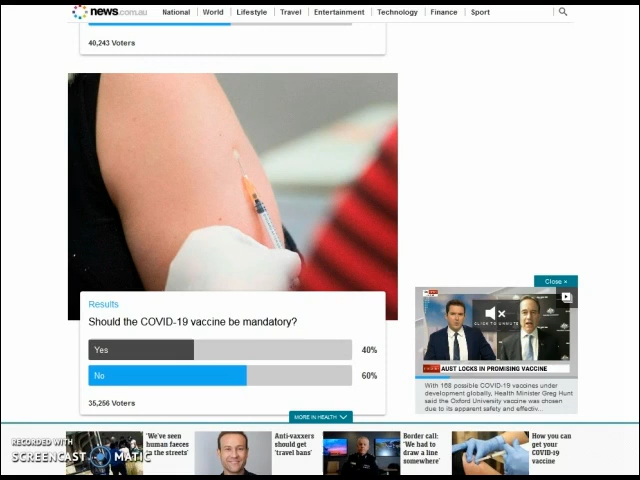 news.com.au National World Lifestyle Travel Entertainment Technology Finance Sport
40,243 Voters
Results
Should the COVID-19 vaccine be mandatory?
Yes 40%
No 60%
35,256 Voters
Close ×
CLICK TO UNMUTE
AUST LOCKS IN PROMISING VACCINE
With 168 possible COVID-19 vaccines under
development globally, Health Minister Greg Hunt
said the Oxford University vaccine was chosen
due to its apparent safety and effectiv...
MORE IN HEALTH
'We've seen
human faeces
the streets'
Anti-vaxxers
should get
'travel bans'
Border call:
'We had to
draw a line
somewhere'
How you can
get your
COVID-19
vaccine
RECORDED WITH
SCREENCAST MATIC